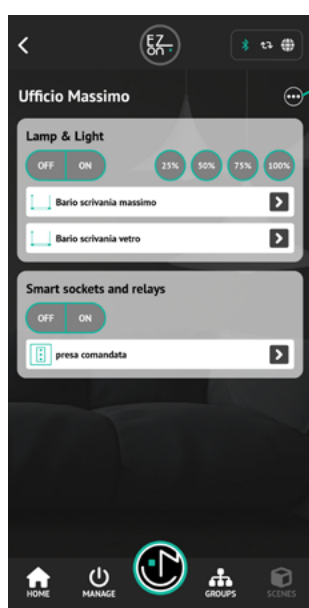 EZ
on
Ufficio Massimo
Lamp & Light
OFF ON 25% 50% 75% 100%
Bario scrivania massimo
Bario scrivania vetro
Smart sockets and relays
OFF ON
presa comandata
HOME MANAGE GROUPS SCENES